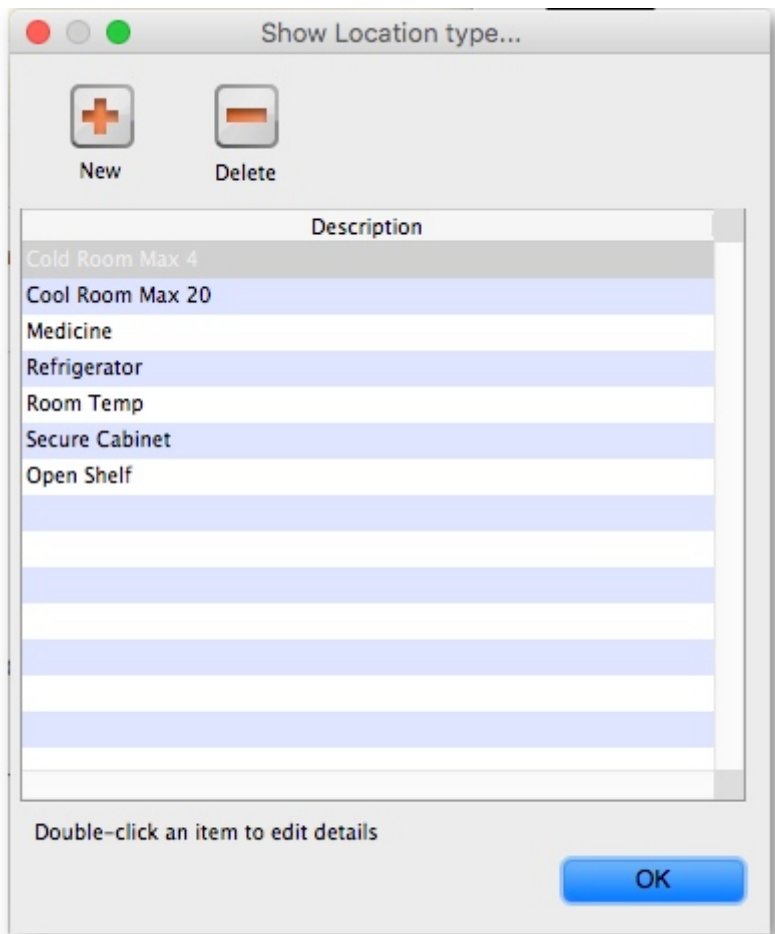 Show Location type...
New Delete
Description
Cold Room Max 4
Cool Room Max 20
Medicine
Refrigerator
Room Temp
Secure Cabinet
Open Shelf
Double-click an item to edit details
OK